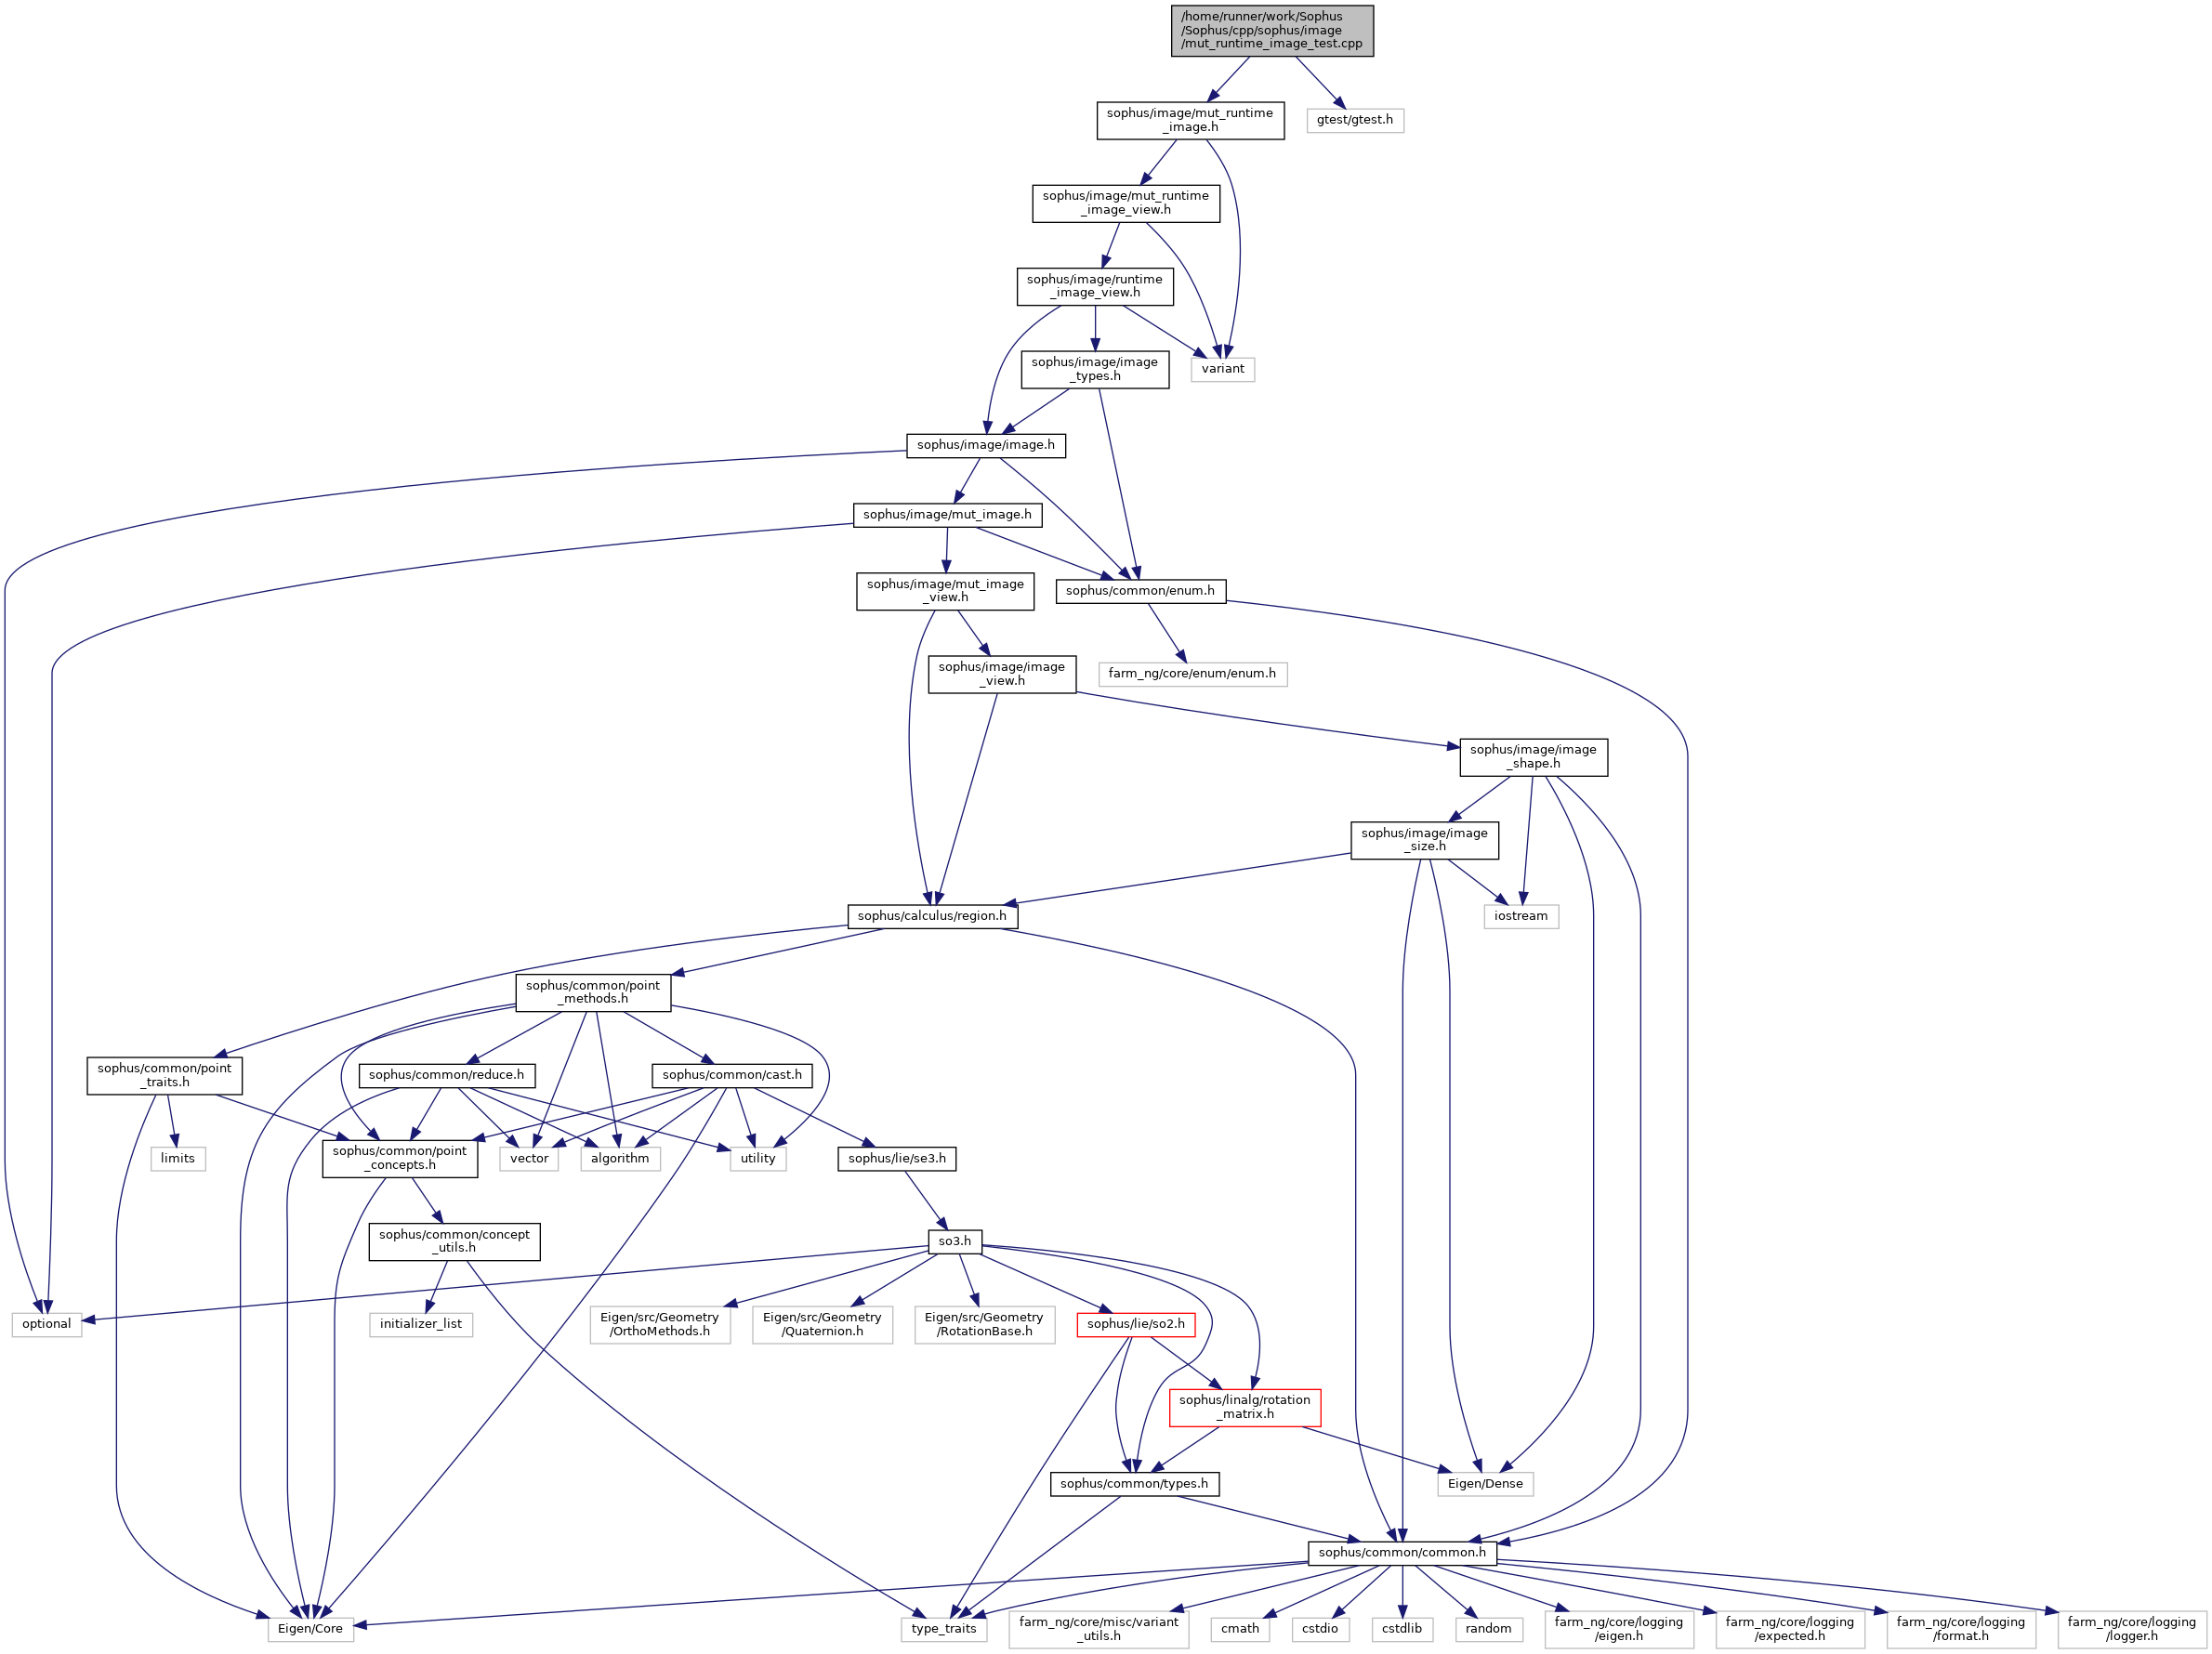 /home/runner/work/Sophus
/Sophus/cpp/sophus/image
/mut_runtime_image_test.cpp
sophus/image/mut_runtime
_image.h
gtest/gtest.h
sophus/image/mut_runtime
_image_view.h
sophus/image/runtime
_image_view.h
sophus/image/image
_types.h
variant
sophus/image/image.h
sophus/image/mut_image.h
sophus/image/mut_image
_view.h
sophus/common/enum.h
sophus/image/image
_view.h
farm_ng/core/enum/enum.h
sophus/image/image
_shape.h
sophus/image/image
_size.h
sophus/calculus/region.h
iostream
sophus/common/point
_methods.h
sophus/common/point
_traits.h
sophus/common/reduce.h
sophus/common/cast.h
limits
sophus/common/point
_concepts.h
vector
algorithm
utility
sophus/lie/se3.h
sophus/common/concept
_utils.h
so3.h
optional
initializer_list
Eigen/src/Geometry
/OrthoMethods.h
Eigen/src/Geometry
/Quaternion.h
Eigen/src/Geometry
/RotationBase.h
sophus/lie/so2.h
sophus/linalg/rotation
_matrix.h
sophus/common/types.h
Eigen/Dense
sophus/common/common.h
Eigen/Core
type_traits
farm_ng/core/misc/variant
_utils.h
cmath
cstdio
cstdlib
random
farm_ng/core/logging
/eigen.h
farm_ng/core/logging
/expected.h
farm_ng/core/logging
/format.h
farm_ng/core/logging
/logger.h